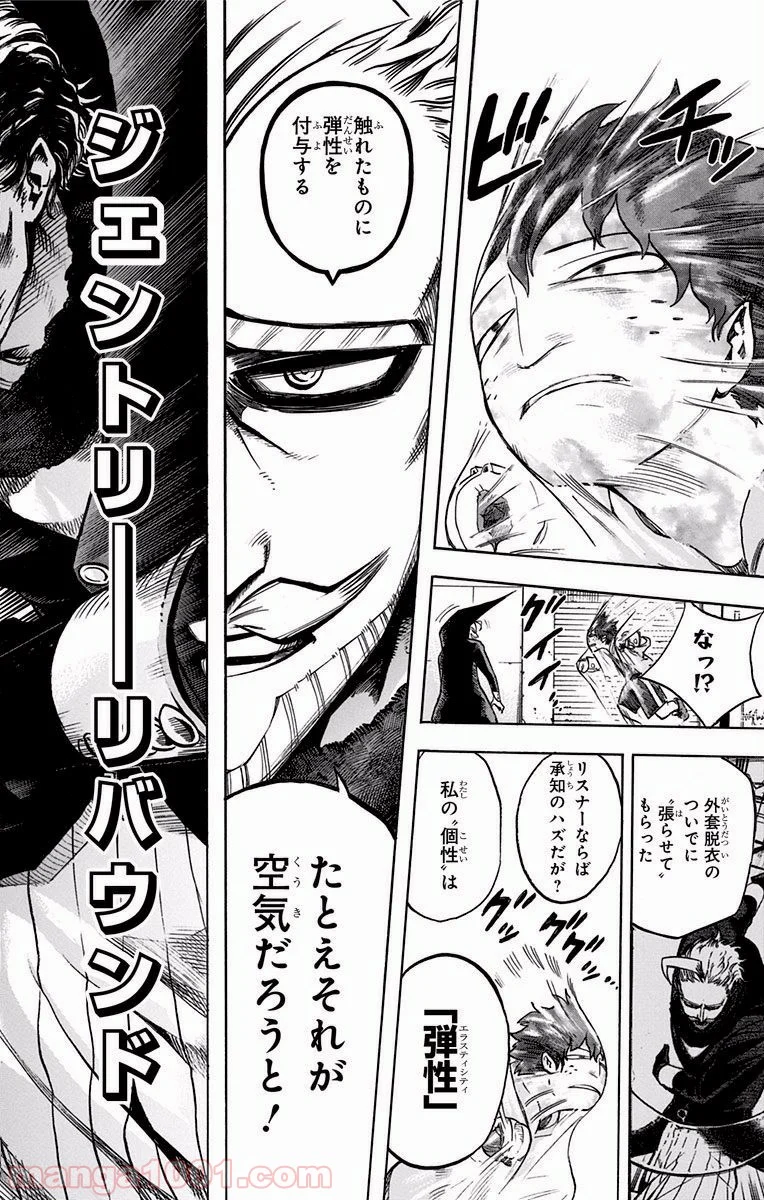 ビチッ
なっ!?
グイーン
外套脱衣の
ついでに
〝張らせて〟
もらった
リスナーならば
承知のハズだが?
私の〝個性〟は
ググ…
ググ…
「弾性」
エラスティシティ
触れたものに
弾性を
付与する
たとえそれが
空気だろうと!
ジェントリーリバウンド
manga1001.com